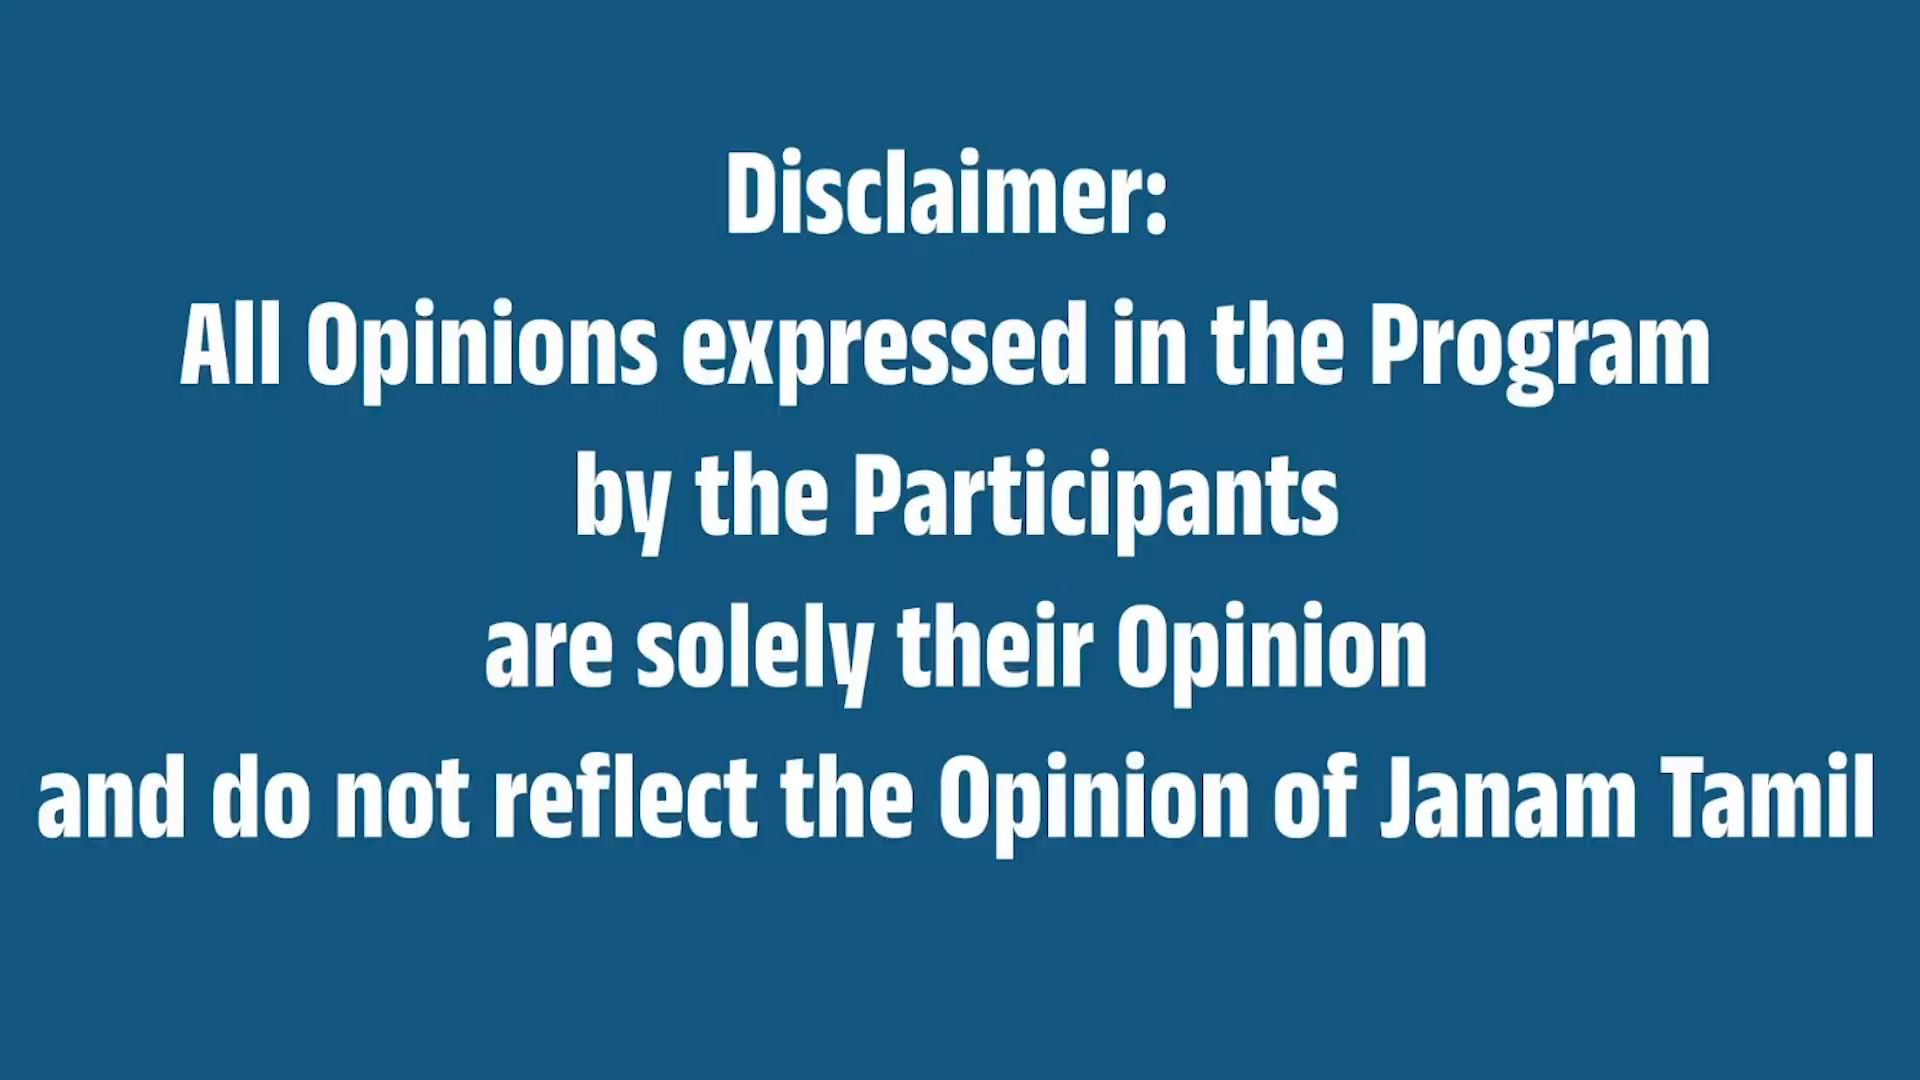 Disclaimer:
All Opinions expressed in the Program
by the Participants
are solely their Opinion
and do not reflect the Opinion of Janam Tamil